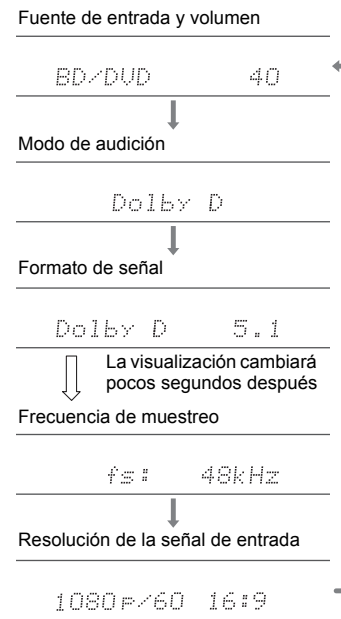 Fuente de entrada y volumen
BD/DVD 40
Modo de audición
Dolby D
Formato de señal
Dolby D 5.1
La visualización cambiará
pocos segundos después
Frecuencia de muestreo
fs: 48kHz
Resolución de la señal de entrada
1080p/60 16:9